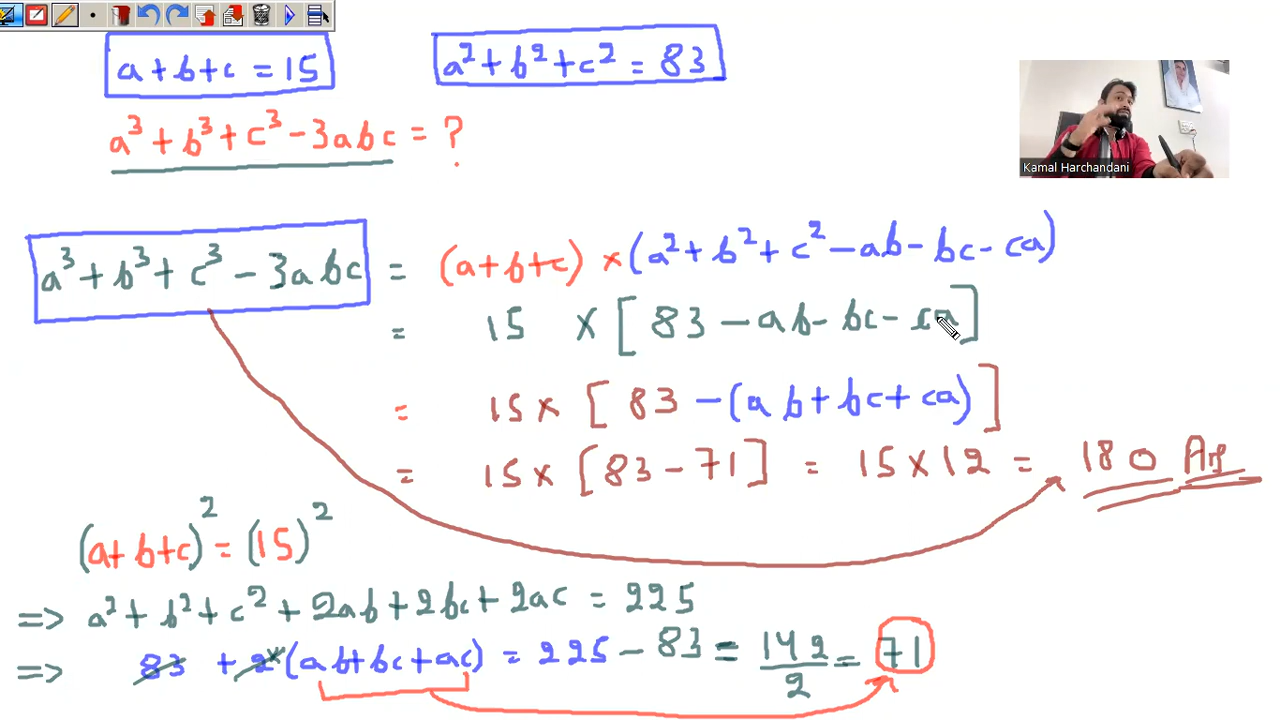 a+b+c = 15
a²+b²+c² = 83
a³+b³+c³-3abc = ?
Kamal Harchandani
a³+b³+c³-3abc = (a+b+c) × (a²+b²+c²-ab-bc-ca)
= 15 × [83-ab-bc-ca]
= 15× [83-(ab+bc+ca)]
= 15× [83-71] = 15×12 = 180
(a+b+c)² = (15)²
=> a²+b²+c²+2ab+2bc+2ac = 225
=> 83 +2×(ab+bc+ac) = 225-83 = 142/2 = 71